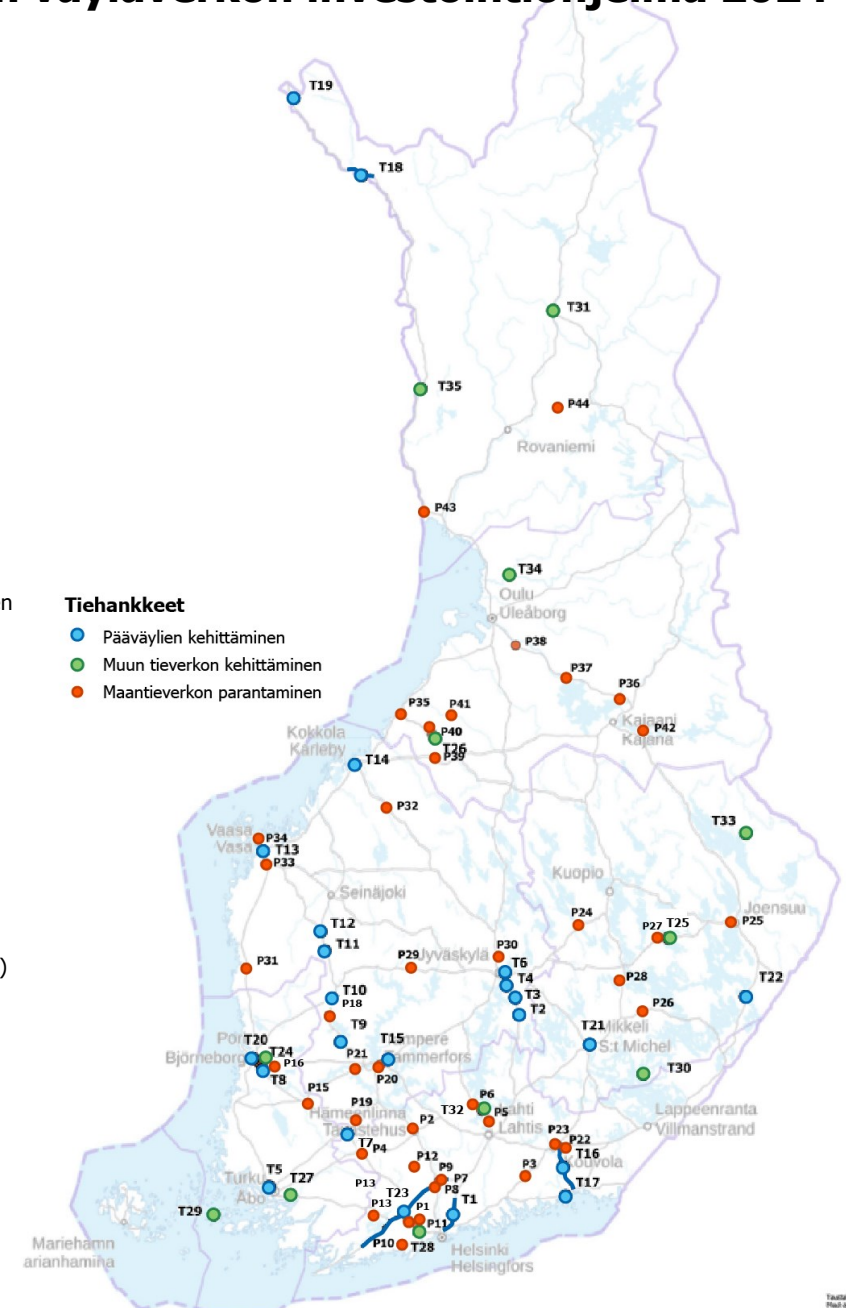 T19
T18
T31
T35
P44
Rovaniemi
P43
T34
Oulu
Uleåborg
en
Tiehankkeet
Pääväylien kehittäminen
Muun tieverkon kehittäminen
Maantieverkon parantaminen
P38
P37
P36
P35
P41
Kajaani
Kajana
P42
P40
T26
P39
Kokkola
Karleby
T14
P32
T33
Vaasa
Vasa
P34
T13
P33
Kuopio
Seinäjoki
Joensuu
P24
P27
T25
P25
T12
T11
P31
P29
Jyväskylä
P30
T6
T4
T3
T2
)
P28
T22
P26
T10
P18
T9
T21
Mikkeli
S:t Michel
T20
T24
Björneborg
P16
T8
T15
P21
P20
T30
P15
P19
Hämeenlinna
P2
T32
P6
P5
Lahti
Lahtis
Lappeenranta
Villmanstrand
T7
P4
P23
P22
T16
Kouvola
T17
P12
P9
P7
P8
P3
Turku
Åbo
T5
T27
P13
P13
T23
P1
T1
T29
P11
P10
T28
Helsinki
Helsingfors
Mariehamn